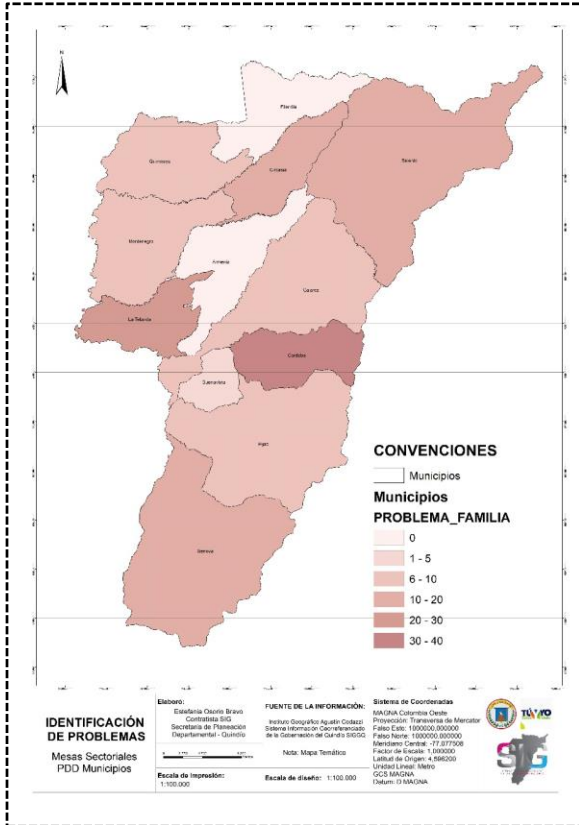 N
Filandia
Quimbaya
Circasia
Salento
Montenegro
Armenia
Calarcá
La Tebaida
Córdoba
Buenavista
Pijao
Génova
CONVENCIONES
Municipios
Municipios
PROBLEMA_FAMILIA
0
1 - 5
6 - 10
10 - 20
20 - 30
30 - 40
IDENTIFICACIÓN
DE PROBLEMAS
Mesas Sectoriales
PDD Municipios
Elaboró:
Estefania Osorio Bravo
Contratista SIG
Secretaria de Planeación
Departamental - Quindío
Escala de Impresión:
1:100.000
FUENTE DE LA INFORMACIÓN:
Instituto Geográfico Agustín Codazzi
Sistema Información Georreferenciado
de la Gobernación del Quindío SIGGQ
Nota: Mapa Temático
Escala de diseño: 1:100.000
Sistema de Coordenadas
MAGNA Colombia Oeste
Proyección: Transversa de Mercator
Falso Este: 1000000,000000
Falso Norte: 1000000,000000
Meridiano Central: -77,077508
Factor de Escala: 1,000000
Latitud de Origen: 4,596200
Unidad Lineal: Metro
GCS MAGNA
Datum: D MAGNA
SIG